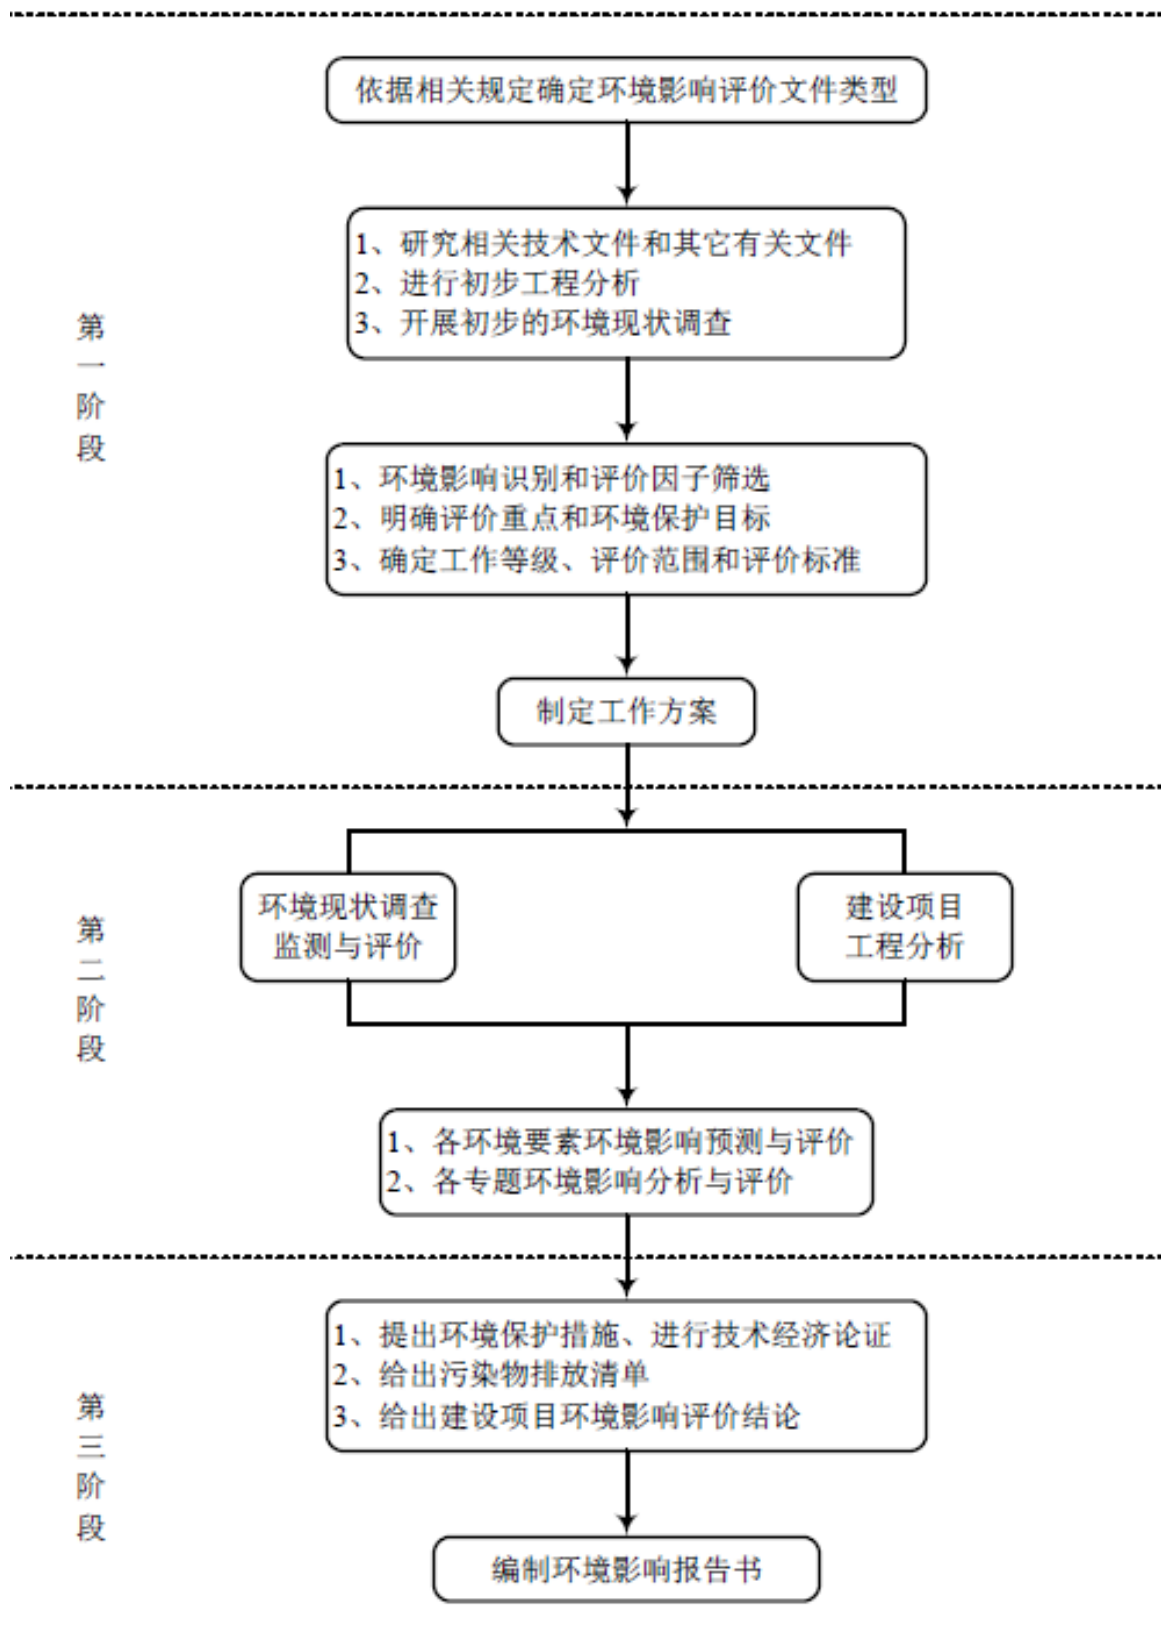 依据相关规定确定环境影响评价文件类型
1、研究相关技术文件和其它有关文件
2、进行初步工程分析
3、开展初步的环境现状调查
第一阶段
1、环境影响识别和评价因子筛选
2、明确评价重点和环境保护目标
3、确定工作等级、评价范围和评价标准
制定工作方案
第二阶段
环境现状调查
监测与评价
建设项目
工程分析
1、各环境要素环境影响预测与评价
2、各专题环境影响分析与评价
第三阶段
1、提出环境保护措施、进行技术经济论证
2、给出污染物排放清单
3、给出建设项目环境影响评价结论
编制环境影响报告书